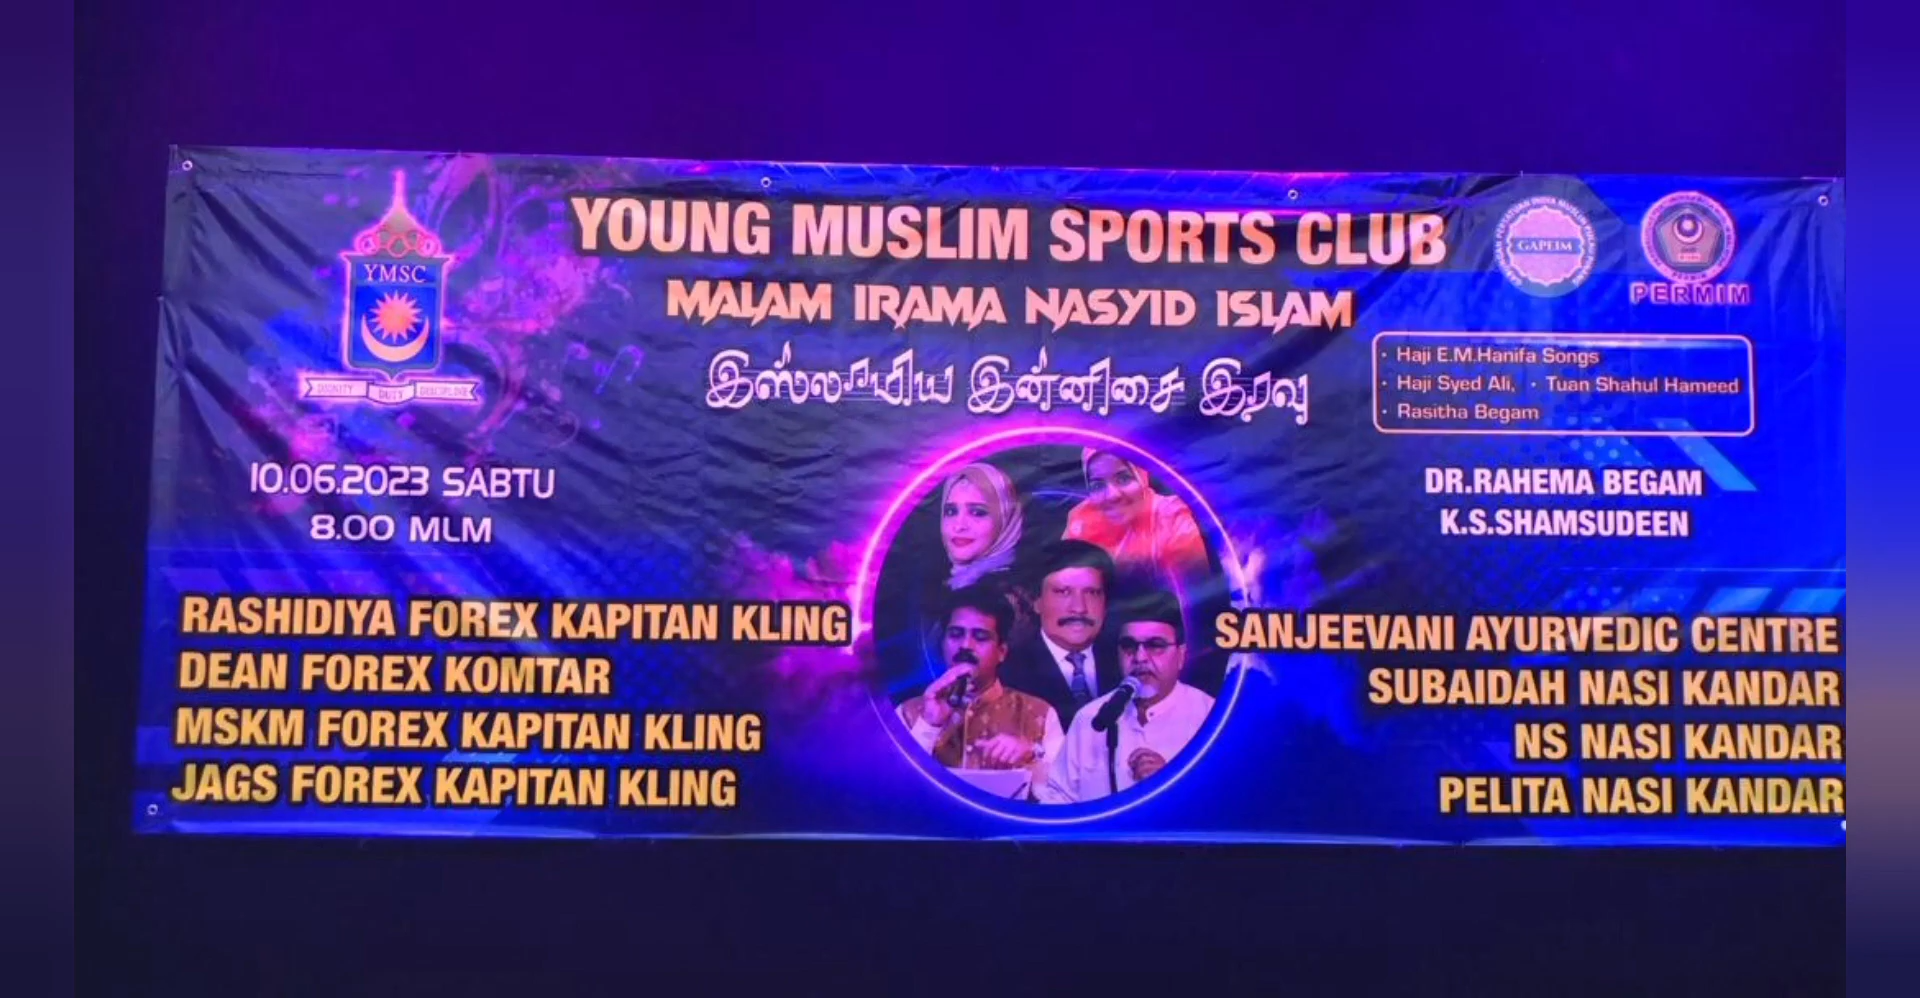 YOUNG MUSLIM SPORTS CLUB
MALAM IRAMA NASYID ISLAM
இஸ்லாமிய இன்னிசை இரவு
YMSC
DIGNITY DUTY DISCIPLINE
GAPEIM
PERMIM
· Haji E.M.Hanifa Songs
· Haji Syed Ali, · Tuan Shahul Hameed
· Rasitha Begam
10.06.2023 SABTU
8.00 MLM
DR.RAHEMA BEGAM
K.S.SHAMSUDEEN
RASHIDIYA FOREX KAPITAN KLING
DEAN FOREX KOMTAR
MSKM FOREX KAPITAN KLING
JAGS FOREX KAPITAN KLING
SANJEEVANI AYURVEDIC CENTRE
SUBAIDAH NASI KANDAR
NS NASI KANDAR
PELITA NASI KANDAR